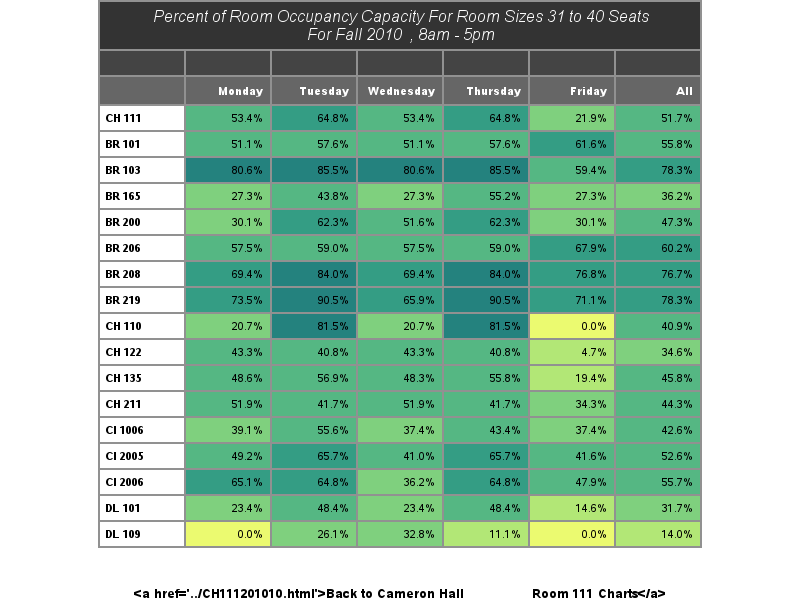 Percent of Room Occupancy Capacity For Room Sizes 31 to 40 Seats
For Fall 2010 , 8am - 5pm
Monday Tuesday Wednesday Thursday Friday All
CH 111 53.4% 64.8% 53.4% 64.8% 21.9% 51.7%
BR 101 51.1% 57.6% 51.1% 57.6% 61.6% 55.8%
BR 103 80.6% 85.5% 80.6% 85.5% 59.4% 78.3%
BR 165 27.3% 43.8% 27.3% 55.2% 27.3% 36.2%
BR 200 30.1% 62.3% 51.6% 62.3% 30.1% 47.3%
BR 206 57.5% 59.0% 57.5% 59.0% 67.9% 60.2%
BR 208 69.4% 84.0% 69.4% 84.0% 76.8% 76.7%
BR 219 73.5% 90.5% 65.9% 90.5% 71.1% 78.3%
CH 110 20.7% 81.5% 20.7% 81.5% 0.0% 40.9%
CH 122 43.3% 40.8% 43.3% 40.8% 4.7% 34.6%
CH 135 48.6% 56.9% 48.3% 55.8% 19.4% 45.8%
CH 211 51.9% 41.7% 51.9% 41.7% 34.3% 44.3%
CI 1006 39.1% 55.6% 37.4% 43.4% 37.4% 42.6%
CI 2005 49.2% 65.7% 41.0% 65.7% 41.6% 52.6%
CI 2006 65.1% 64.8% 36.2% 64.8% 47.9% 55.7%
DL 101 23.4% 48.4% 23.4% 48.4% 14.6% 31.7%
DL 109 0.0% 26.1% 32.8% 11.1% 0.0% 14.0%
<a href='../CH111201010.html'>Back to Cameron Hall Room 111 Charts</a>